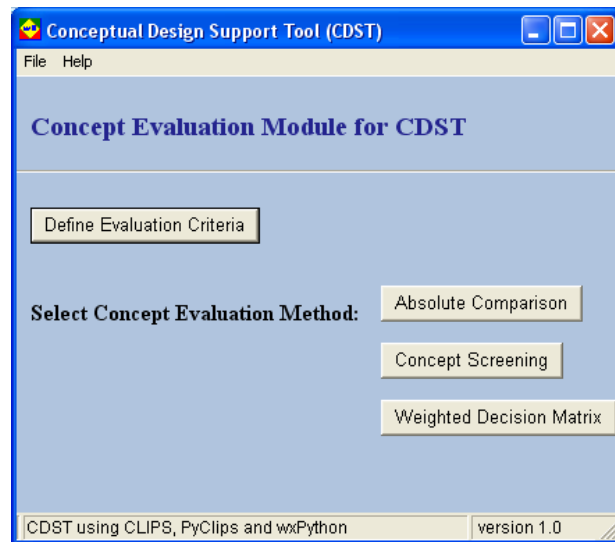 Conceptual Design Support Tool (CDST)
File Help
Concept Evaluation Module for CDST
Define Evaluation Criteria
Select Concept Evaluation Method:
Absolute Comparison
Concept Screening
Weighted Decision Matrix
CDST using CLIPS, PyClips and wxPython version 1.0